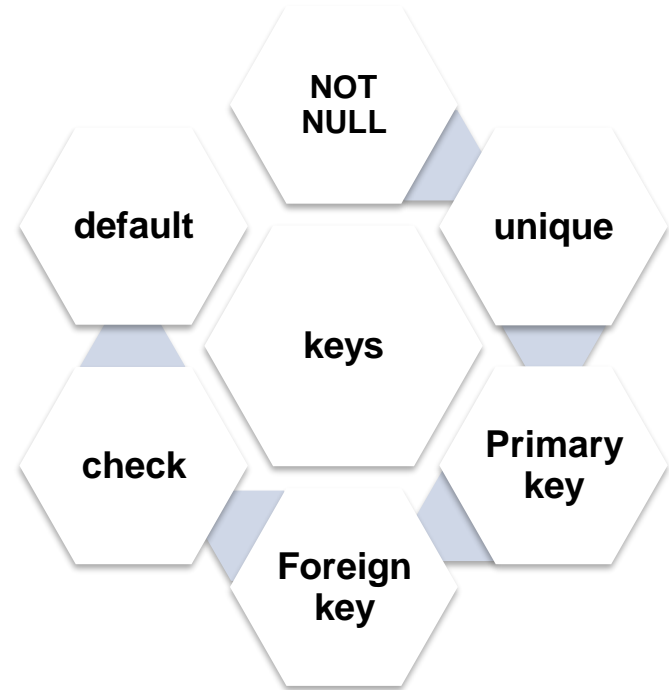 NOT
NULL
unique
Primary
key
Foreign
key
check
default
keys